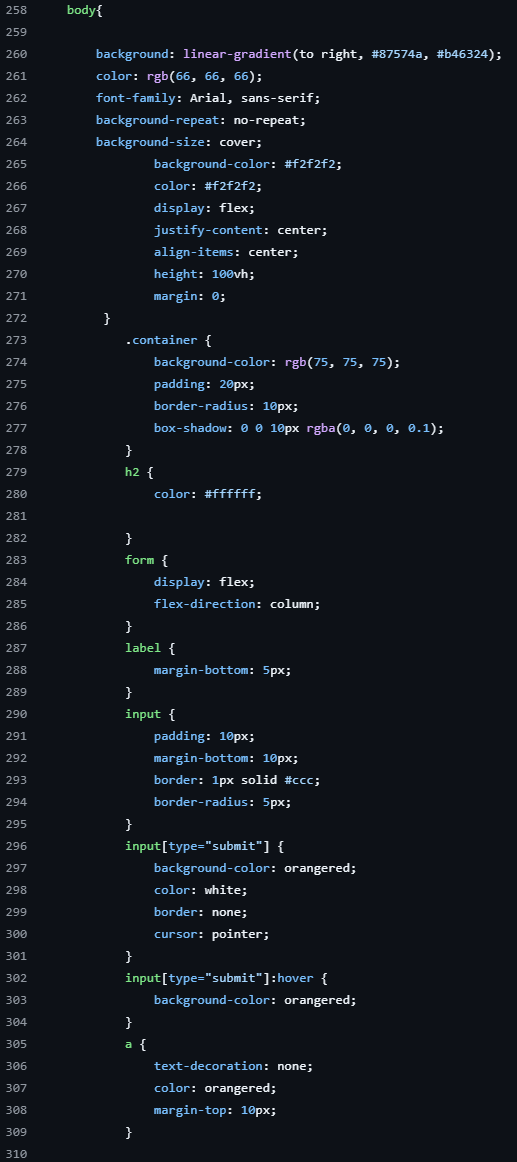 258 body{
259
260 background: linear-gradient(to right, #87574a, #b46324);
261 color: rgb(66, 66, 66);
262 font-family: Arial, sans-serif;
263 background-repeat: no-repeat;
264 background-size: cover;
265 background-color: #f2f2f2;
266 color: #f2f2f2;
267 display: flex;
268 justify-content: center;
269 align-items: center;
270 height: 100vh;
271 margin: 0;
272 }
273 .container {
274 background-color: rgb(75, 75, 75);
275 padding: 20px;
276 border-radius: 10px;
277 box-shadow: 0 0 10px rgba(0, 0, 0, 0.1);
278 }
279 h2 {
280 color: #ffffff;
281
282 }
283 form {
284 display: flex;
285 flex-direction: column;
286 }
287 label {
288 margin-bottom: 5px;
289 }
290 input {
291 padding: 10px;
292 margin-bottom: 10px;
293 border: 1px solid #ccc;
294 border-radius: 5px;
295 }
296 input[type="submit"] {
297 background-color: orangered;
298 color: white;
299 border: none;
300 cursor: pointer;
301 }
302 input[type="submit"]:hover {
303 background-color: orangered;
304 }
305 a {
306 text-decoration: none;
307 color: orangered;
308 margin-top: 10px;
309 }
310